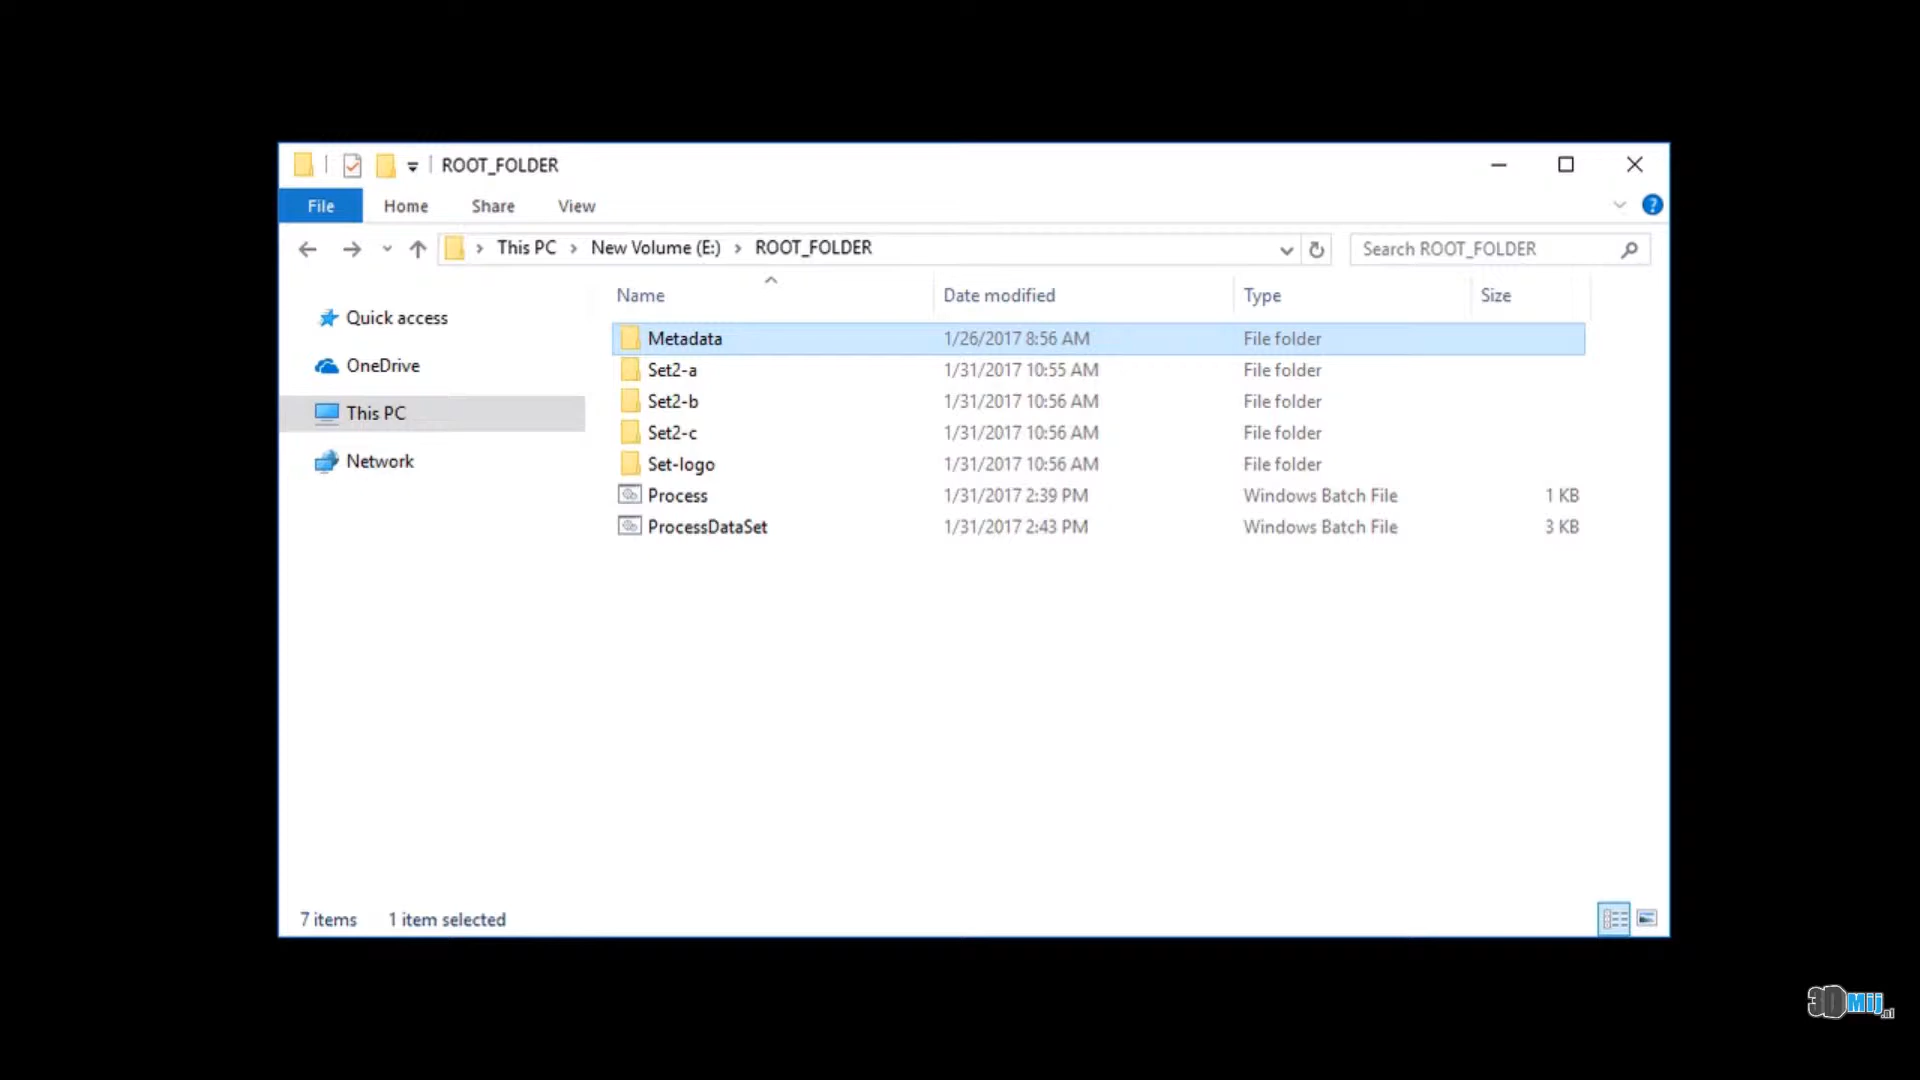 ROOT_FOLDER
File Home Share View
This PC New Volume (E:) ROOT_FOLDER Search ROOT_FOLDER
Name Date modified Type Size
Quick access
OneDrive
This PC
Network
Metadata 1/26/2017 8:56 AM File folder
Set2-a 1/31/2017 10:55 AM File folder
Set2-b 1/31/2017 10:56 AM File folder
Set2-c 1/31/2017 10:56 AM File folder
Set-logo 1/31/2017 10:56 AM File folder
Process 1/31/2017 2:39 PM Windows Batch File 1 KB
ProcessDataSet 1/31/2017 2:43 PM Windows Batch File 3 KB
7 items 1 item selected
3DMij.nl